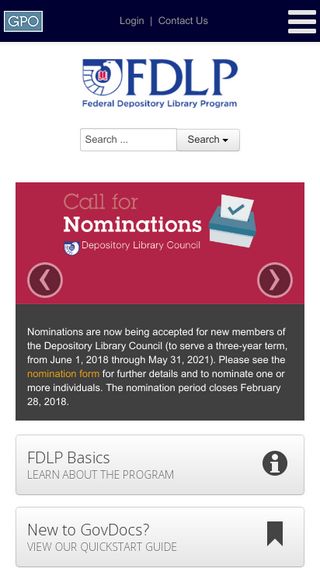 GPO
Login | Contact Us
FDLP
Federal Depository Library Program
Search ...
Search
Call for
Nominations
Depository Library Council
Nominations are now being accepted for new members of
the Depository Library Council (to serve a three-year term,
from June 1, 2018 through May 31, 2021). Please see the
nomination form for further details and to nominate one or
more individuals. The nomination period closes February
28, 2018.
FDLP Basics
LEARN ABOUT THE PROGRAM
New to GovDocs?
VIEW OUR QUICKSTART GUIDE